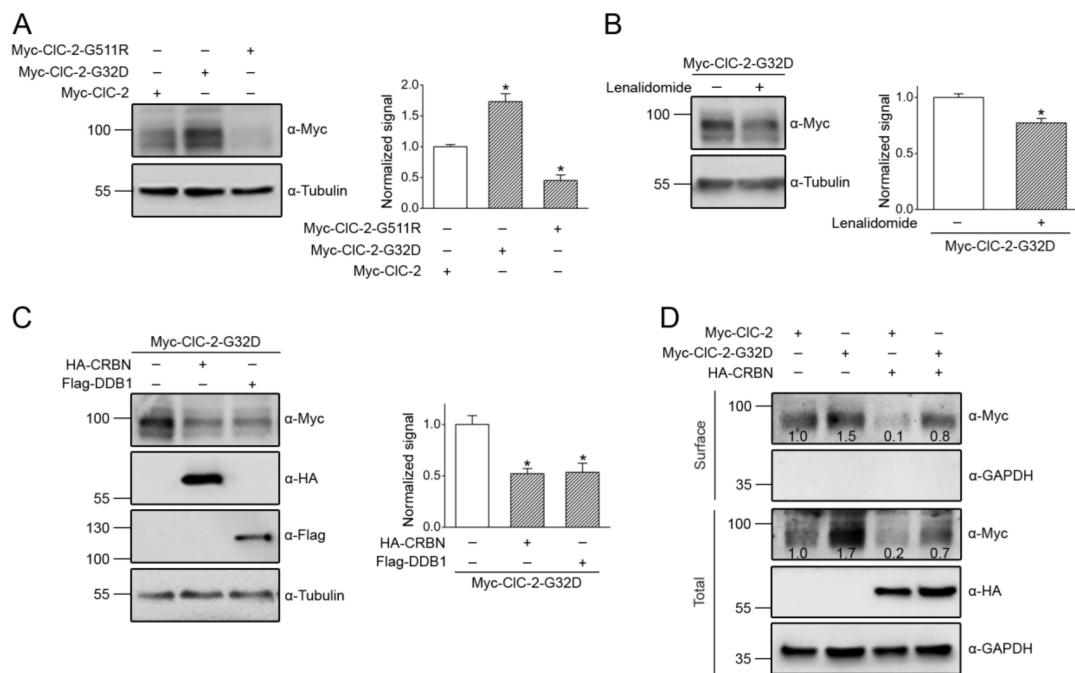 A
Myc-ClC-2-G511R – – +
Myc-ClC-2-G32D – + –
Myc-ClC-2 + – –
100
α-Myc
55
α-Tubulin
Normalized signal
2.0
1.5
1.0
0.5
0.0
*
*
Myc-ClC-2-G511R – – +
Myc-ClC-2-G32D – + –
Myc-ClC-2 + – –
B
Myc-ClC-2-G32D
Lenalidomide – +
100
α-Myc
55
α-Tubulin
Normalized signal
1.0
0.5
0.0
*
Lenalidomide – +
Myc-ClC-2-G32D
C
Myc-ClC-2-G32D
HA-CRBN – + –
Flag-DDB1 – – +
100
α-Myc
α-HA
55
130
α-Flag
100
55
α-Tubulin
Normalized signal
1.0
0.5
0.0
*
*
HA-CRBN – + –
Flag-DDB1 – – +
Myc-ClC-2-G32D
D
Myc-ClC-2 + – + –
Myc-ClC-2-G32D – + – +
HA-CRBN – – + +
Surface
100
α-Myc
1.0 1.5 0.1 0.8
α-GAPDH
35
Total
100
α-Myc
1.0 1.7 0.2 0.7
α-HA
55
α-GAPDH
35